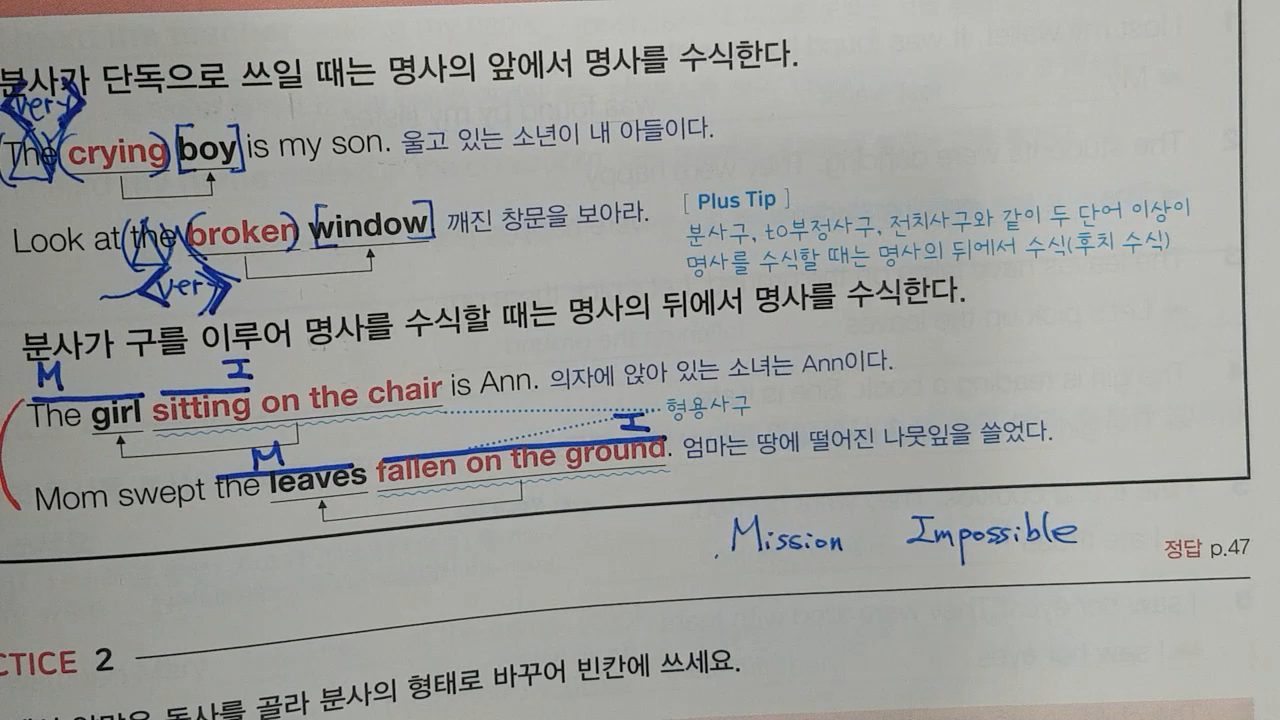 분사가 단독으로 쓰일 때는 명사의 앞에서 명사를 수식한다.
very
The (crying) [boy] is my son. 울고 있는 소년이 내 아들이다.
Look at the (broken) [window] 깨진 창문을 보아라.
very
[ Plus Tip ]
분사구, to부정사구, 전치사구와 같이 두 단어 이상이
명사를 수식할 때는 명사의 뒤에서 수식(후치 수식)
분사가 구를 이루어 명사를 수식할 때는 명사의 뒤에서 명사를 수식한다.
M I
The girl sitting on the chair is Ann. 의자에 앉아 있는 소녀는 Ann이다.
형용사구
M I
Mom swept the leaves fallen on the ground. 엄마는 땅에 떨어진 나뭇잎을 쓸었다.
Mission Impossible
정답 p.47
CTICE 2
동사를 골라 분사의 형태로 바꾸어 빈칸에 쓰세요.